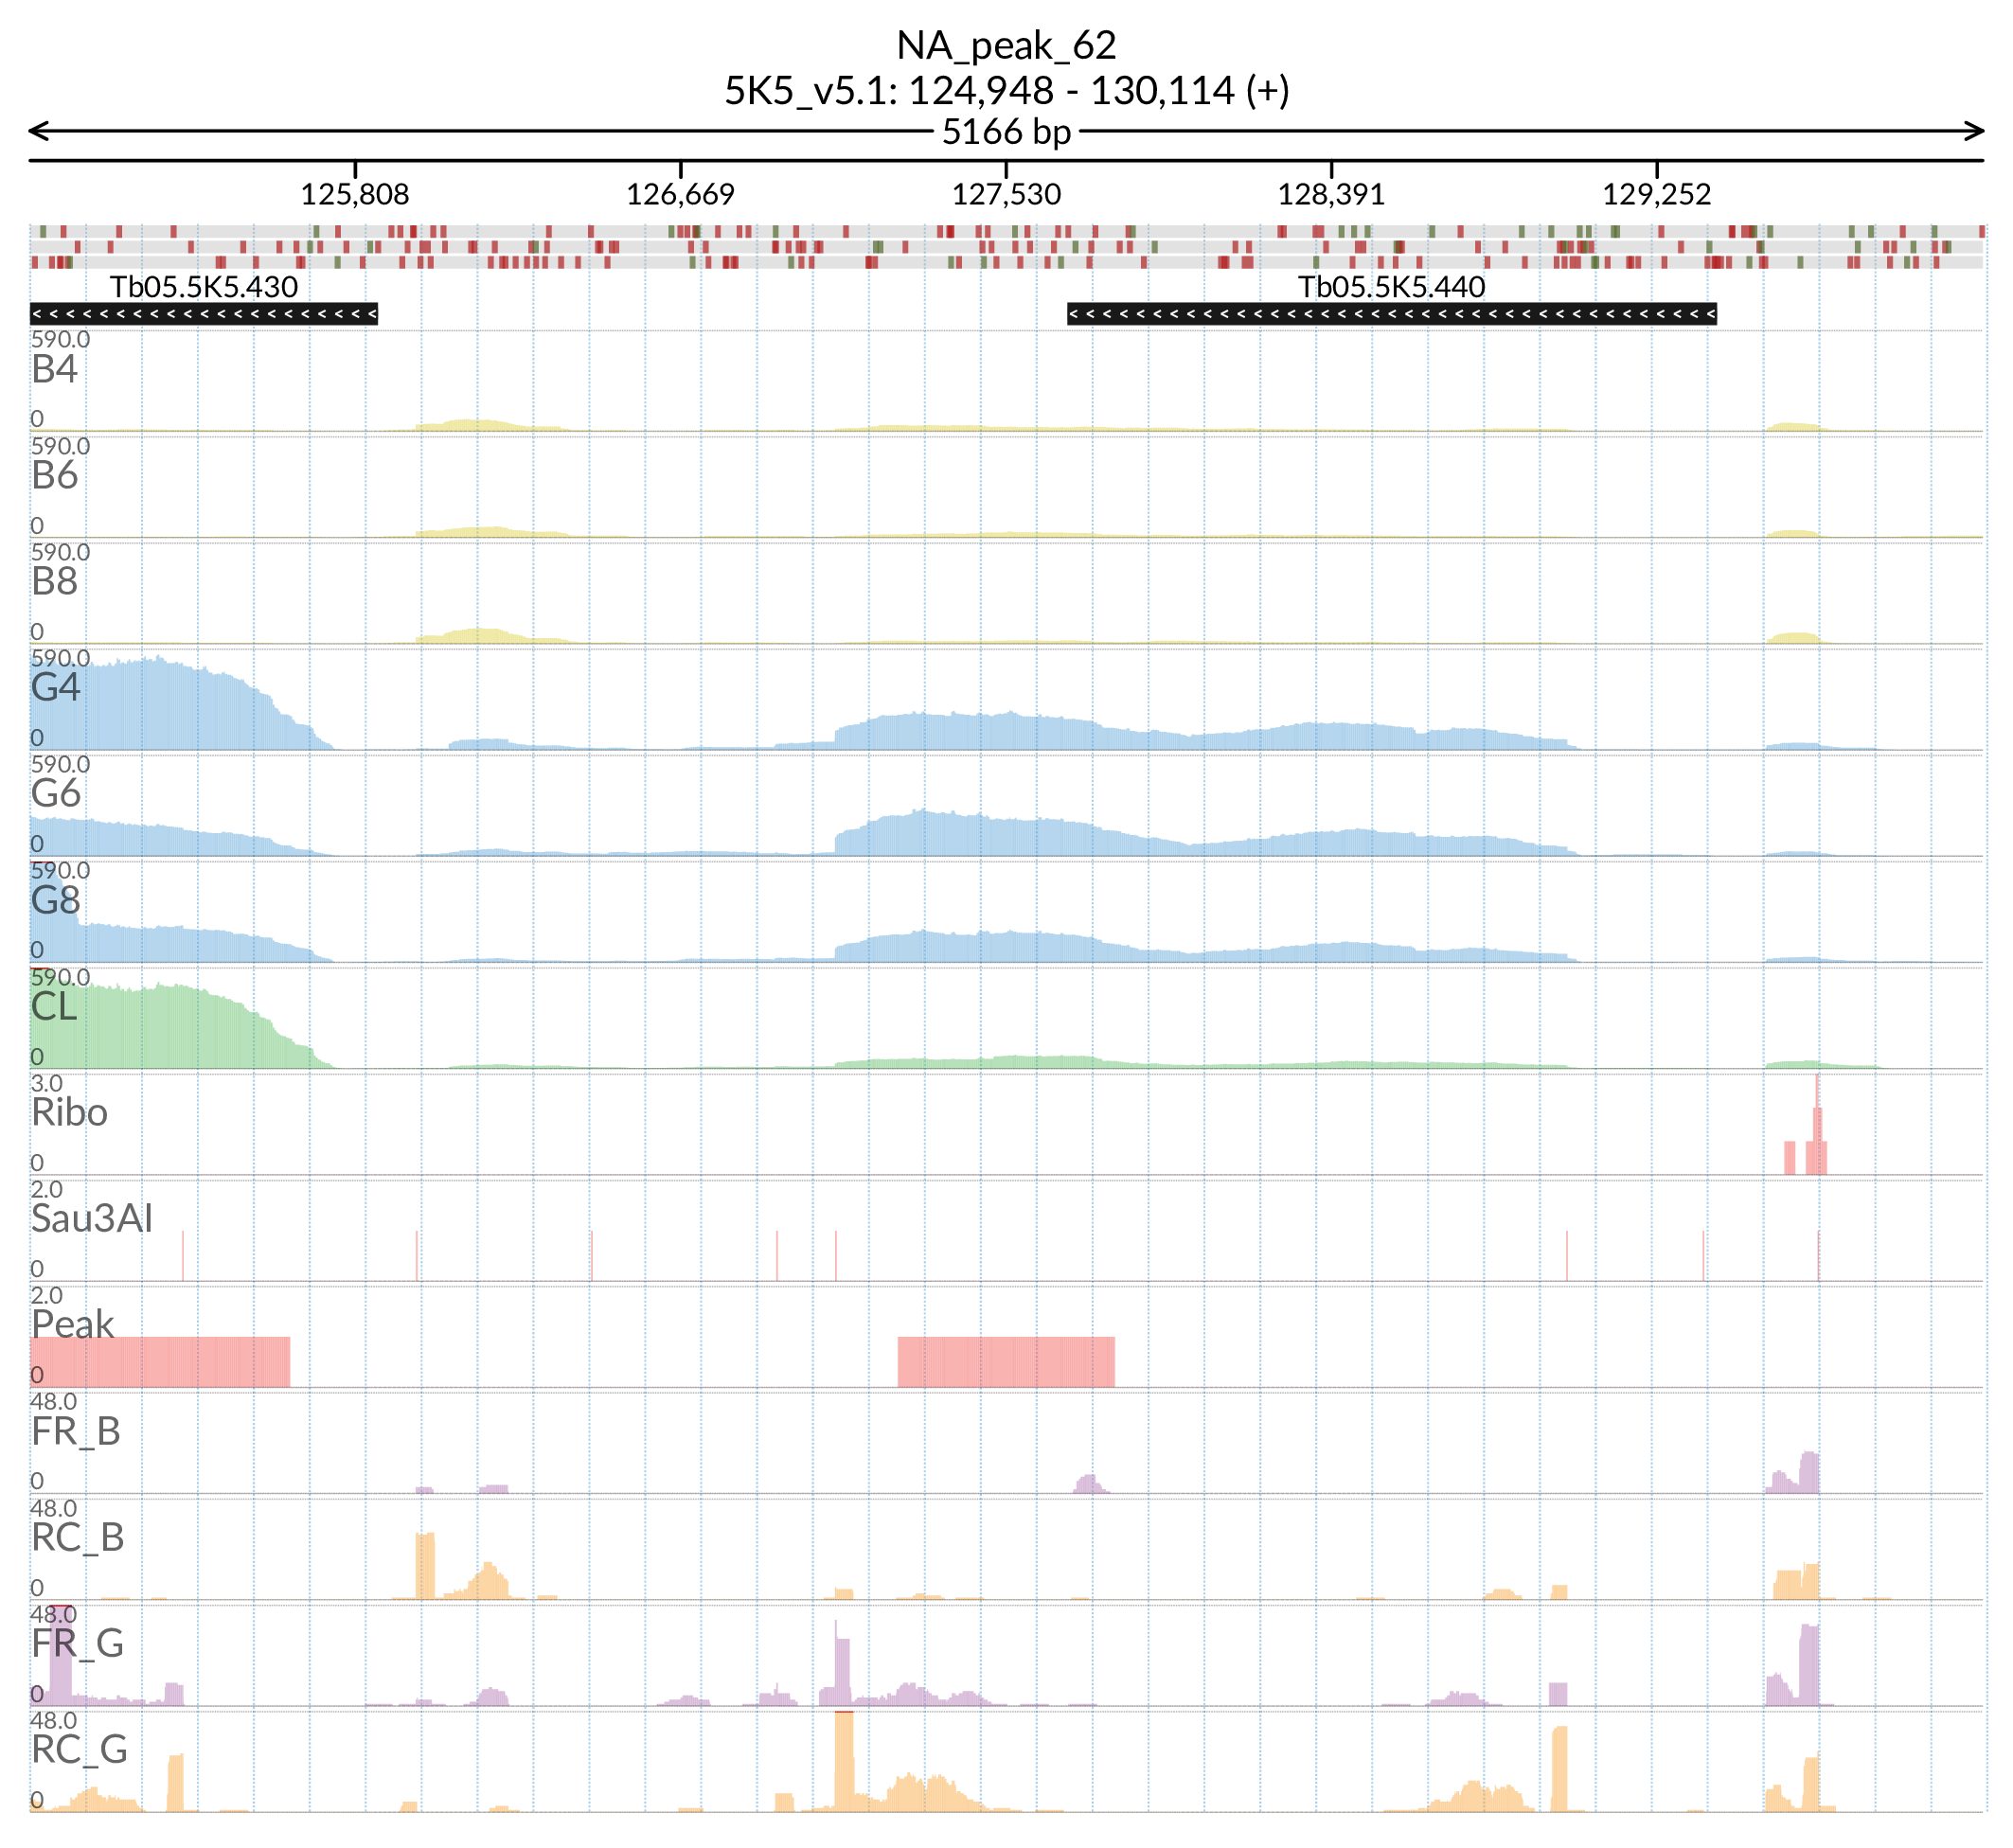 NA_peak_62
5K5_v5.1: 124,948 - 130,114 (+)
5166 bp
125,808 126,669 127,530 128,391 129,252
Tb05.5K5.430 Tb05.5K5.440
590.0
B4
0
590.0
B6
0
590.0
B8
0
590.0
G4
0
590.0
G6
0
590.0
G8
0
590.0
CL
0
3.0
Ribo
0
2.0
Sau3AI
0
2.0
Peak
0
48.0
FR_B
0
48.0
RC_B
0
48.0
FR_G
0
48.0
RC_G
0